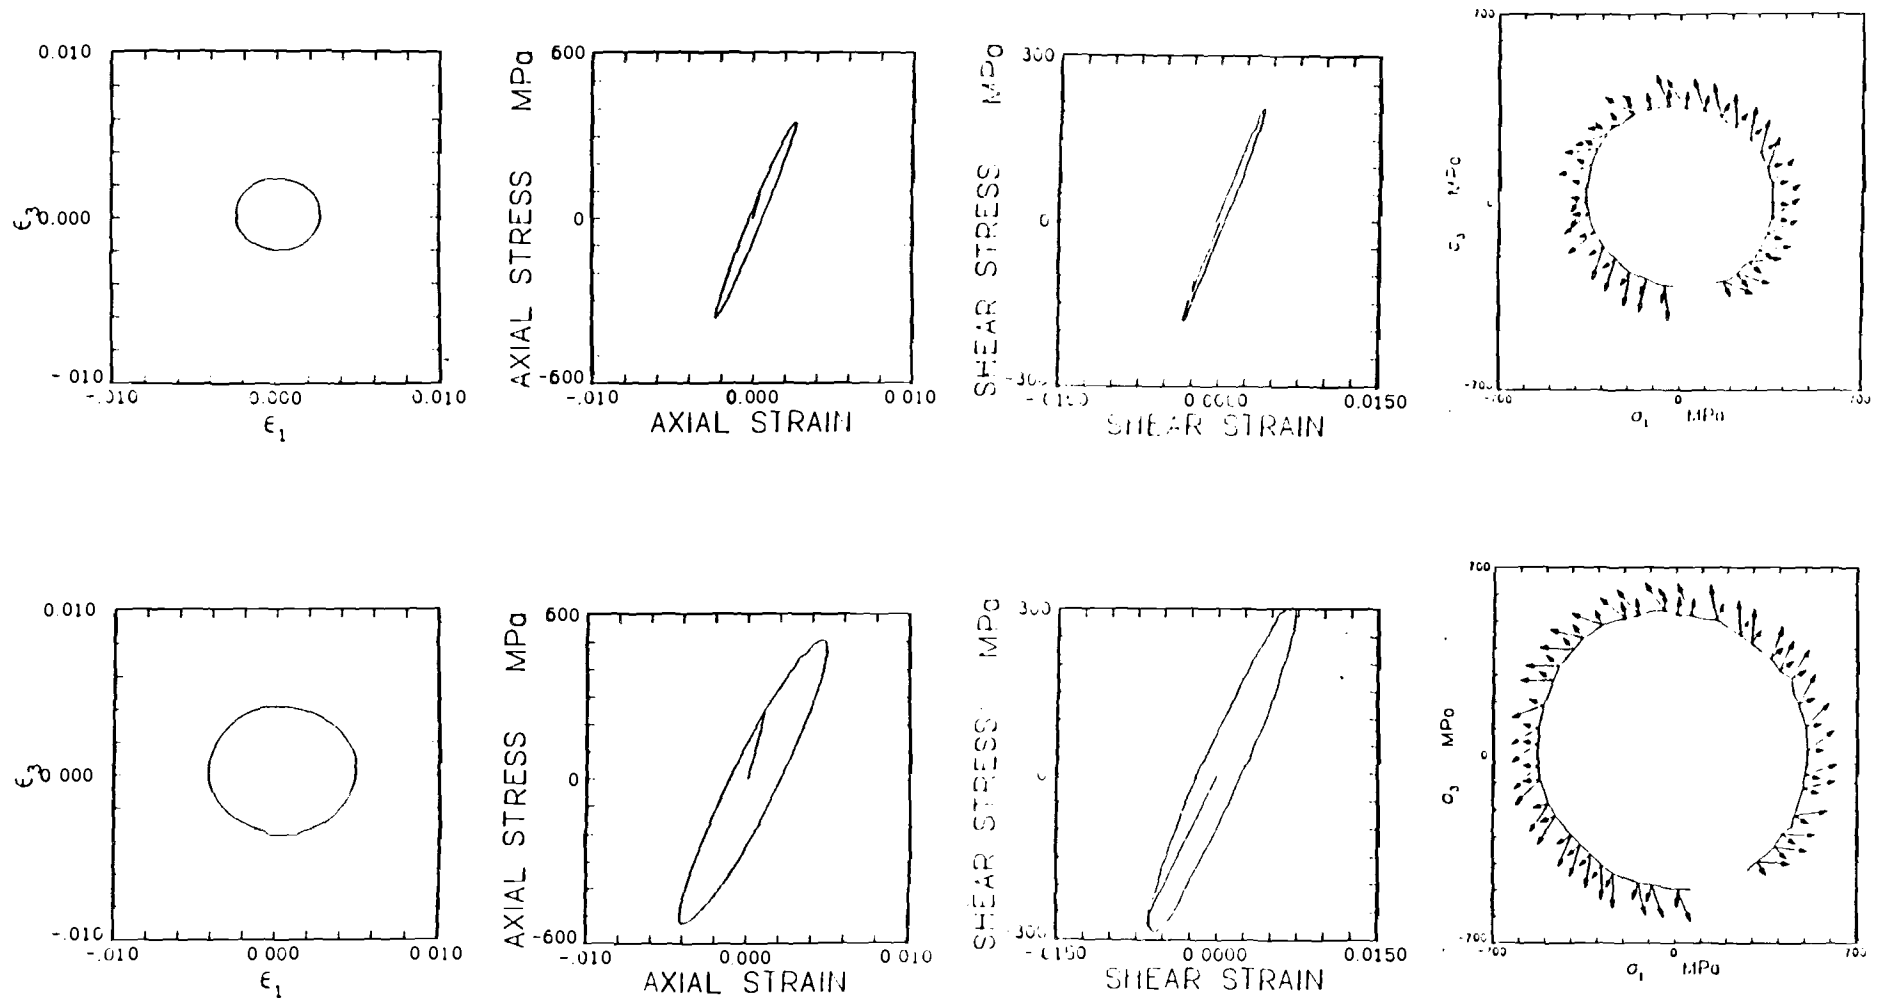 0.010
ϵ3
0.000
-.010
-.010 0.000 0.010
ϵ1
AXIAL STRESS MPa
600
0
-600
-.010 0.000 0.010
AXIAL STRAIN
SHEAR STRESS MPa
300
0
-300
0.0150
SHEAR STRAIN
700
σ3 MPa
0 700
σ1 MPa
0.010
ϵ3
0 000
-.010
-.010 0.000 0.010
ϵ1
AXIAL STRESS MPa
600
0
-600
-.010 0.000 0 010
AXIAL STRAIN
SHEAR STRESS MPa
300
0.0150
SHEAR STRAIN
700
σ3 MPa
0
-700
0 700
σ1 MPa